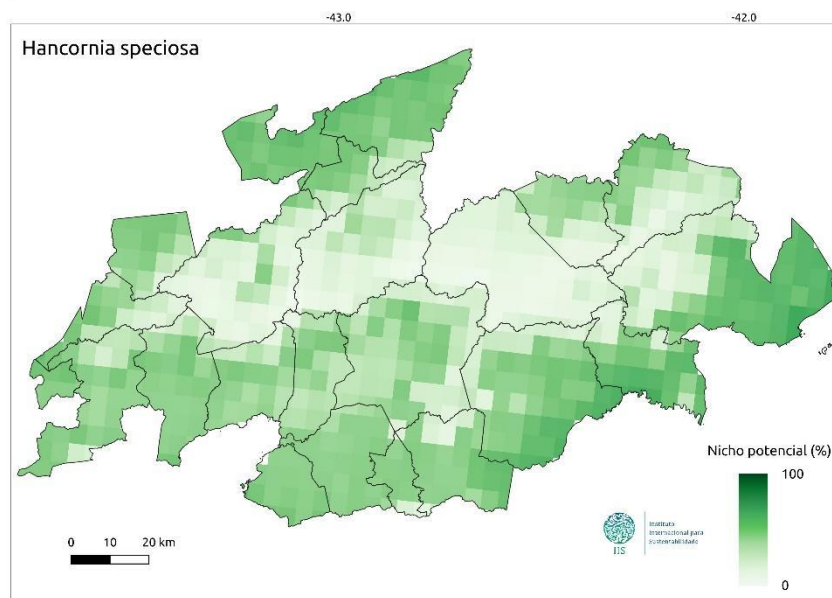 -43.0
-42.0
Hancornia speciosa
Nicho potencial (%)
100
0
0 10 20 km
IIS
Instituto
Internacional para
Sustentabilidade